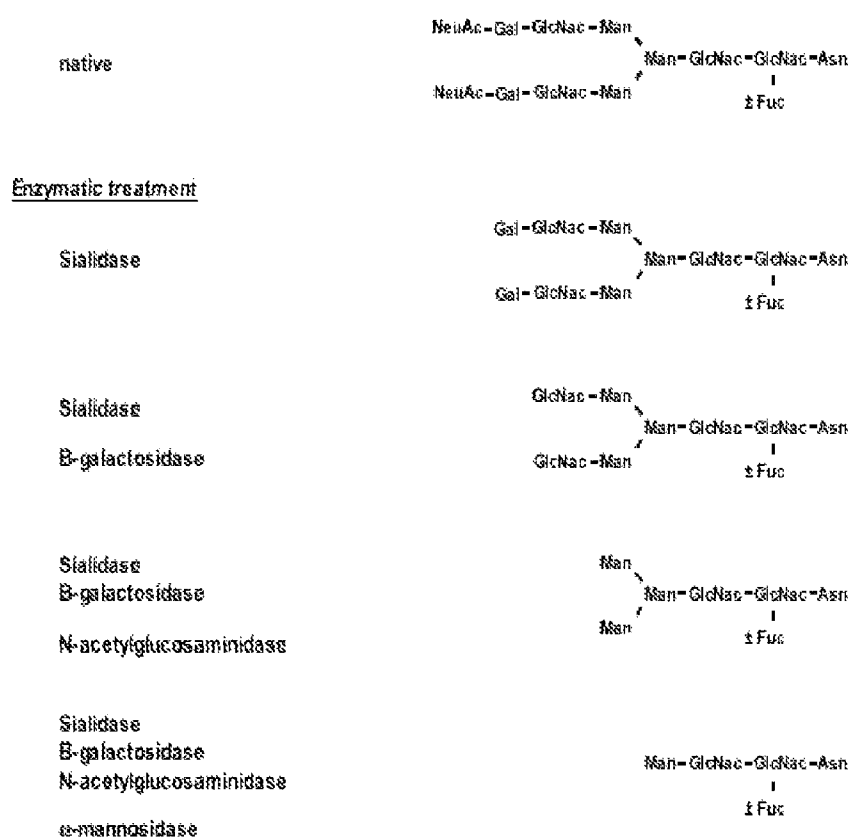 NeuAc-Gal-GlcNac-Man
native
Man-GlcNac-GlcNac-Asn
NeuAc-Gal-GlcNac-Man
± Fuc
Enzymatic treatment
Gal-GlcNac-Man
Sialidase
Man-GlcNac-GlcNac-Asn
Gal-GlcNac-Man
± Fuc
GlcNac-Man
Sialidase
Man-GlcNac-GlcNac-Asn
B-galactosidase
GlcNac-Man
± Fuc
Sialidase
Man
B-galactosidase
Man-GlcNac-GlcNac-Asn
Man
N-acetylglucosaminidase
± Fuc
Sialidase
B-galactosidase
Man-GlcNac-GlcNac-Asn
N-acetylglucosaminidase
± Fuc
α-mannosidase